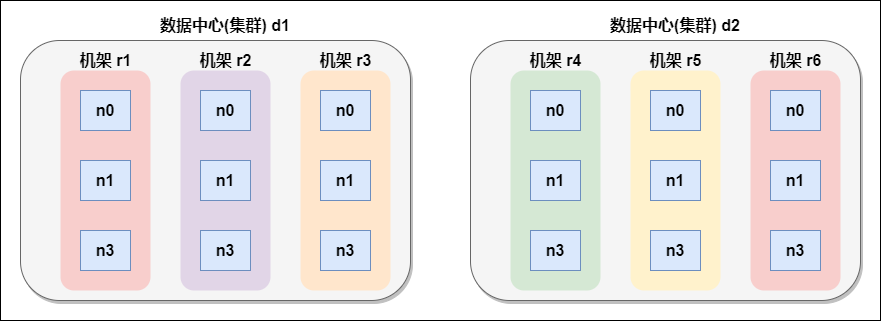 数据中心(集群) d1
数据中心(集群) d2
机架 r1
机架 r2
机架 r3
机架 r4
机架 r5
机架 r6
n0
n0
n0
n0
n0
n0
n1
n1
n1
n1
n1
n1
n3
n3
n3
n3
n3
n3